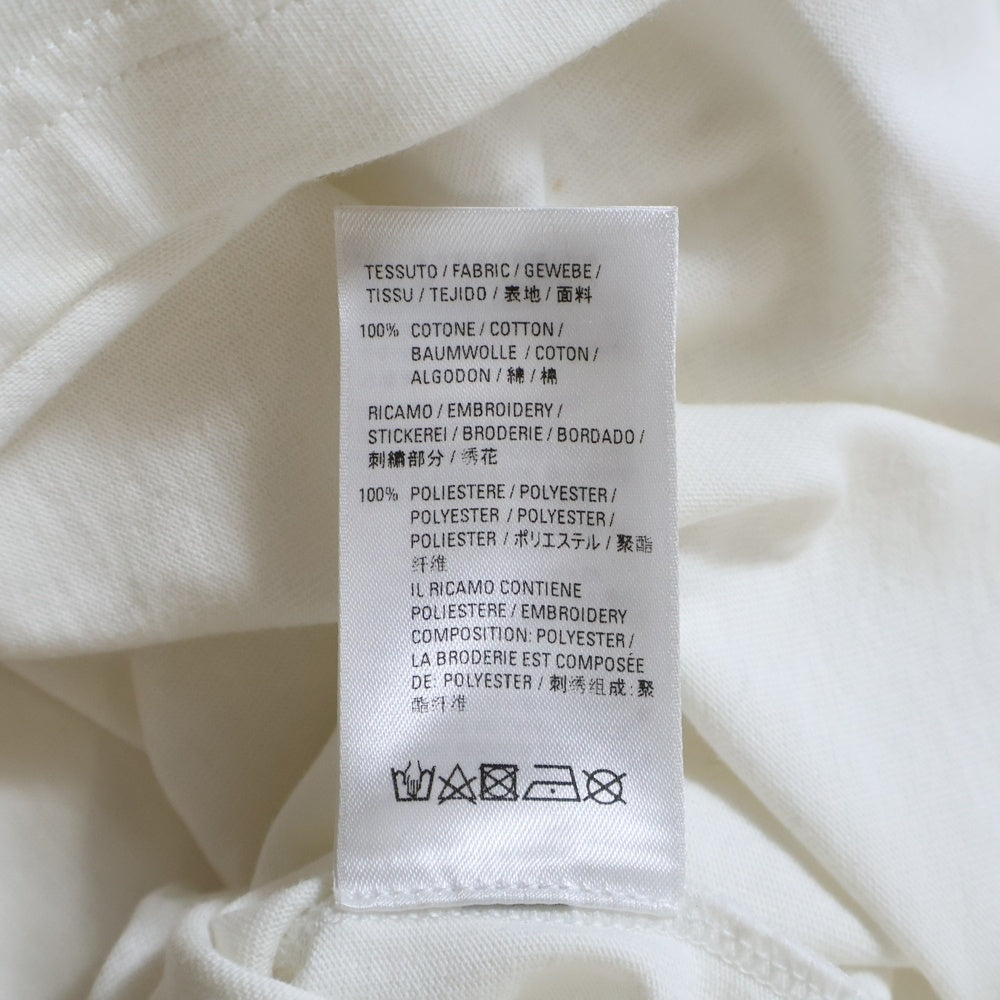 TESSUTO / FABRIC / GEWEBE /
TISSU / TEJIDO / 表地 / 面料
100% COTONE / COTTON /
BAUMWOLLE / COTON /
ALGODON / 綿 / 棉
RICAMO / EMBROIDERY /
STICKEREI / BRODERIE / BORDADO /
刺繍部分 / 绣花
100% POLIESTERE / POLYESTER /
POLYESTER / POLYESTER /
POLIESTER / ポリエステル / 聚酯
纤维
IL RICAMO CONTIENE
POLIESTERE / EMBROIDERY
COMPOSITION: POLYESTER /
LA BRODERIE EST COMPOSÉE
DE: POLYESTER / 刺绣组成: 聚
酯纤维